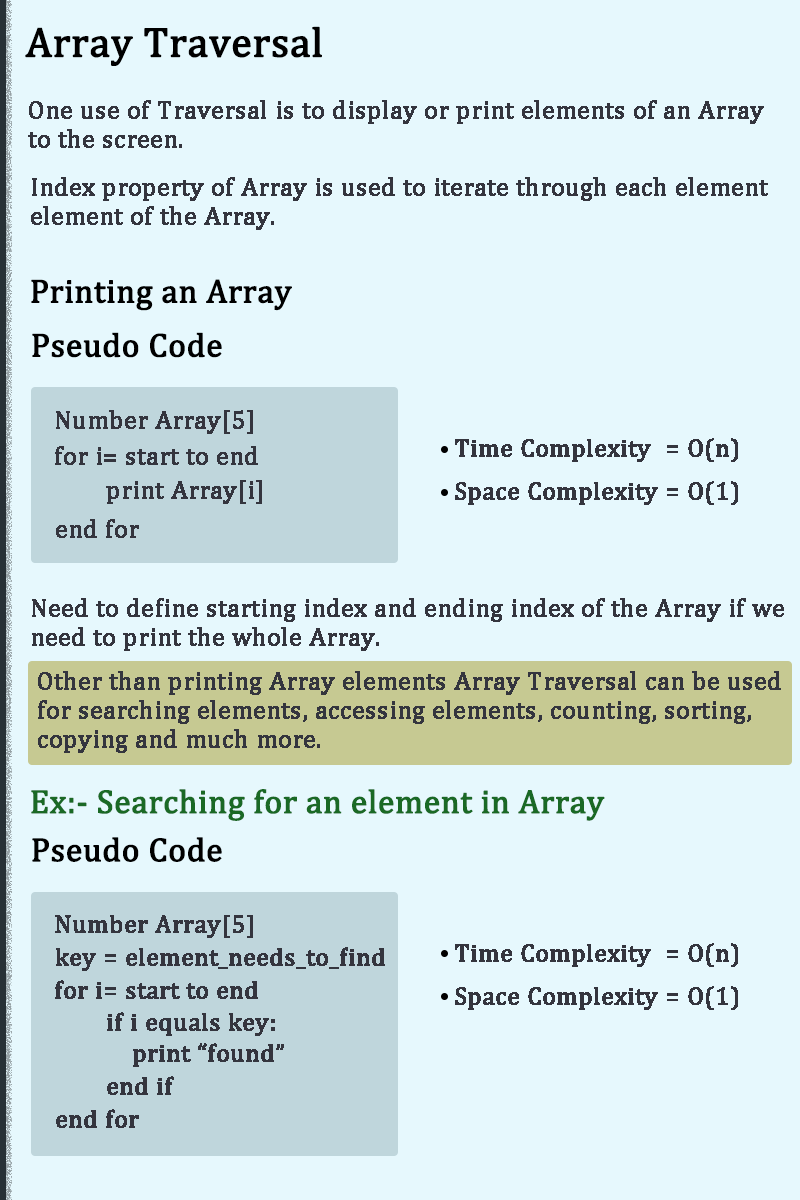 Array Traversal
One use of Traversal is to display or print elements of an Array
to the screen.
Index property of Array is used to iterate through each element
element of the Array.
Printing an Array
Pseudo Code
Number Array[5]
for i= start to end
print Array[i]
end for
• Time Complexity = O(n)
• Space Complexity = O(1)
Need to define starting index and ending index of the Array if we
need to print the whole Array.
Other than printing Array elements Array Traversal can be used
for searching elements, accessing elements, counting, sorting,
copying and much more.
Ex:- Searching for an element in Array
Pseudo Code
Number Array[5]
key = element_needs_to_find
for i= start to end
if i equals key:
print “found”
end if
end for
• Time Complexity = O(n)
• Space Complexity = O(1)